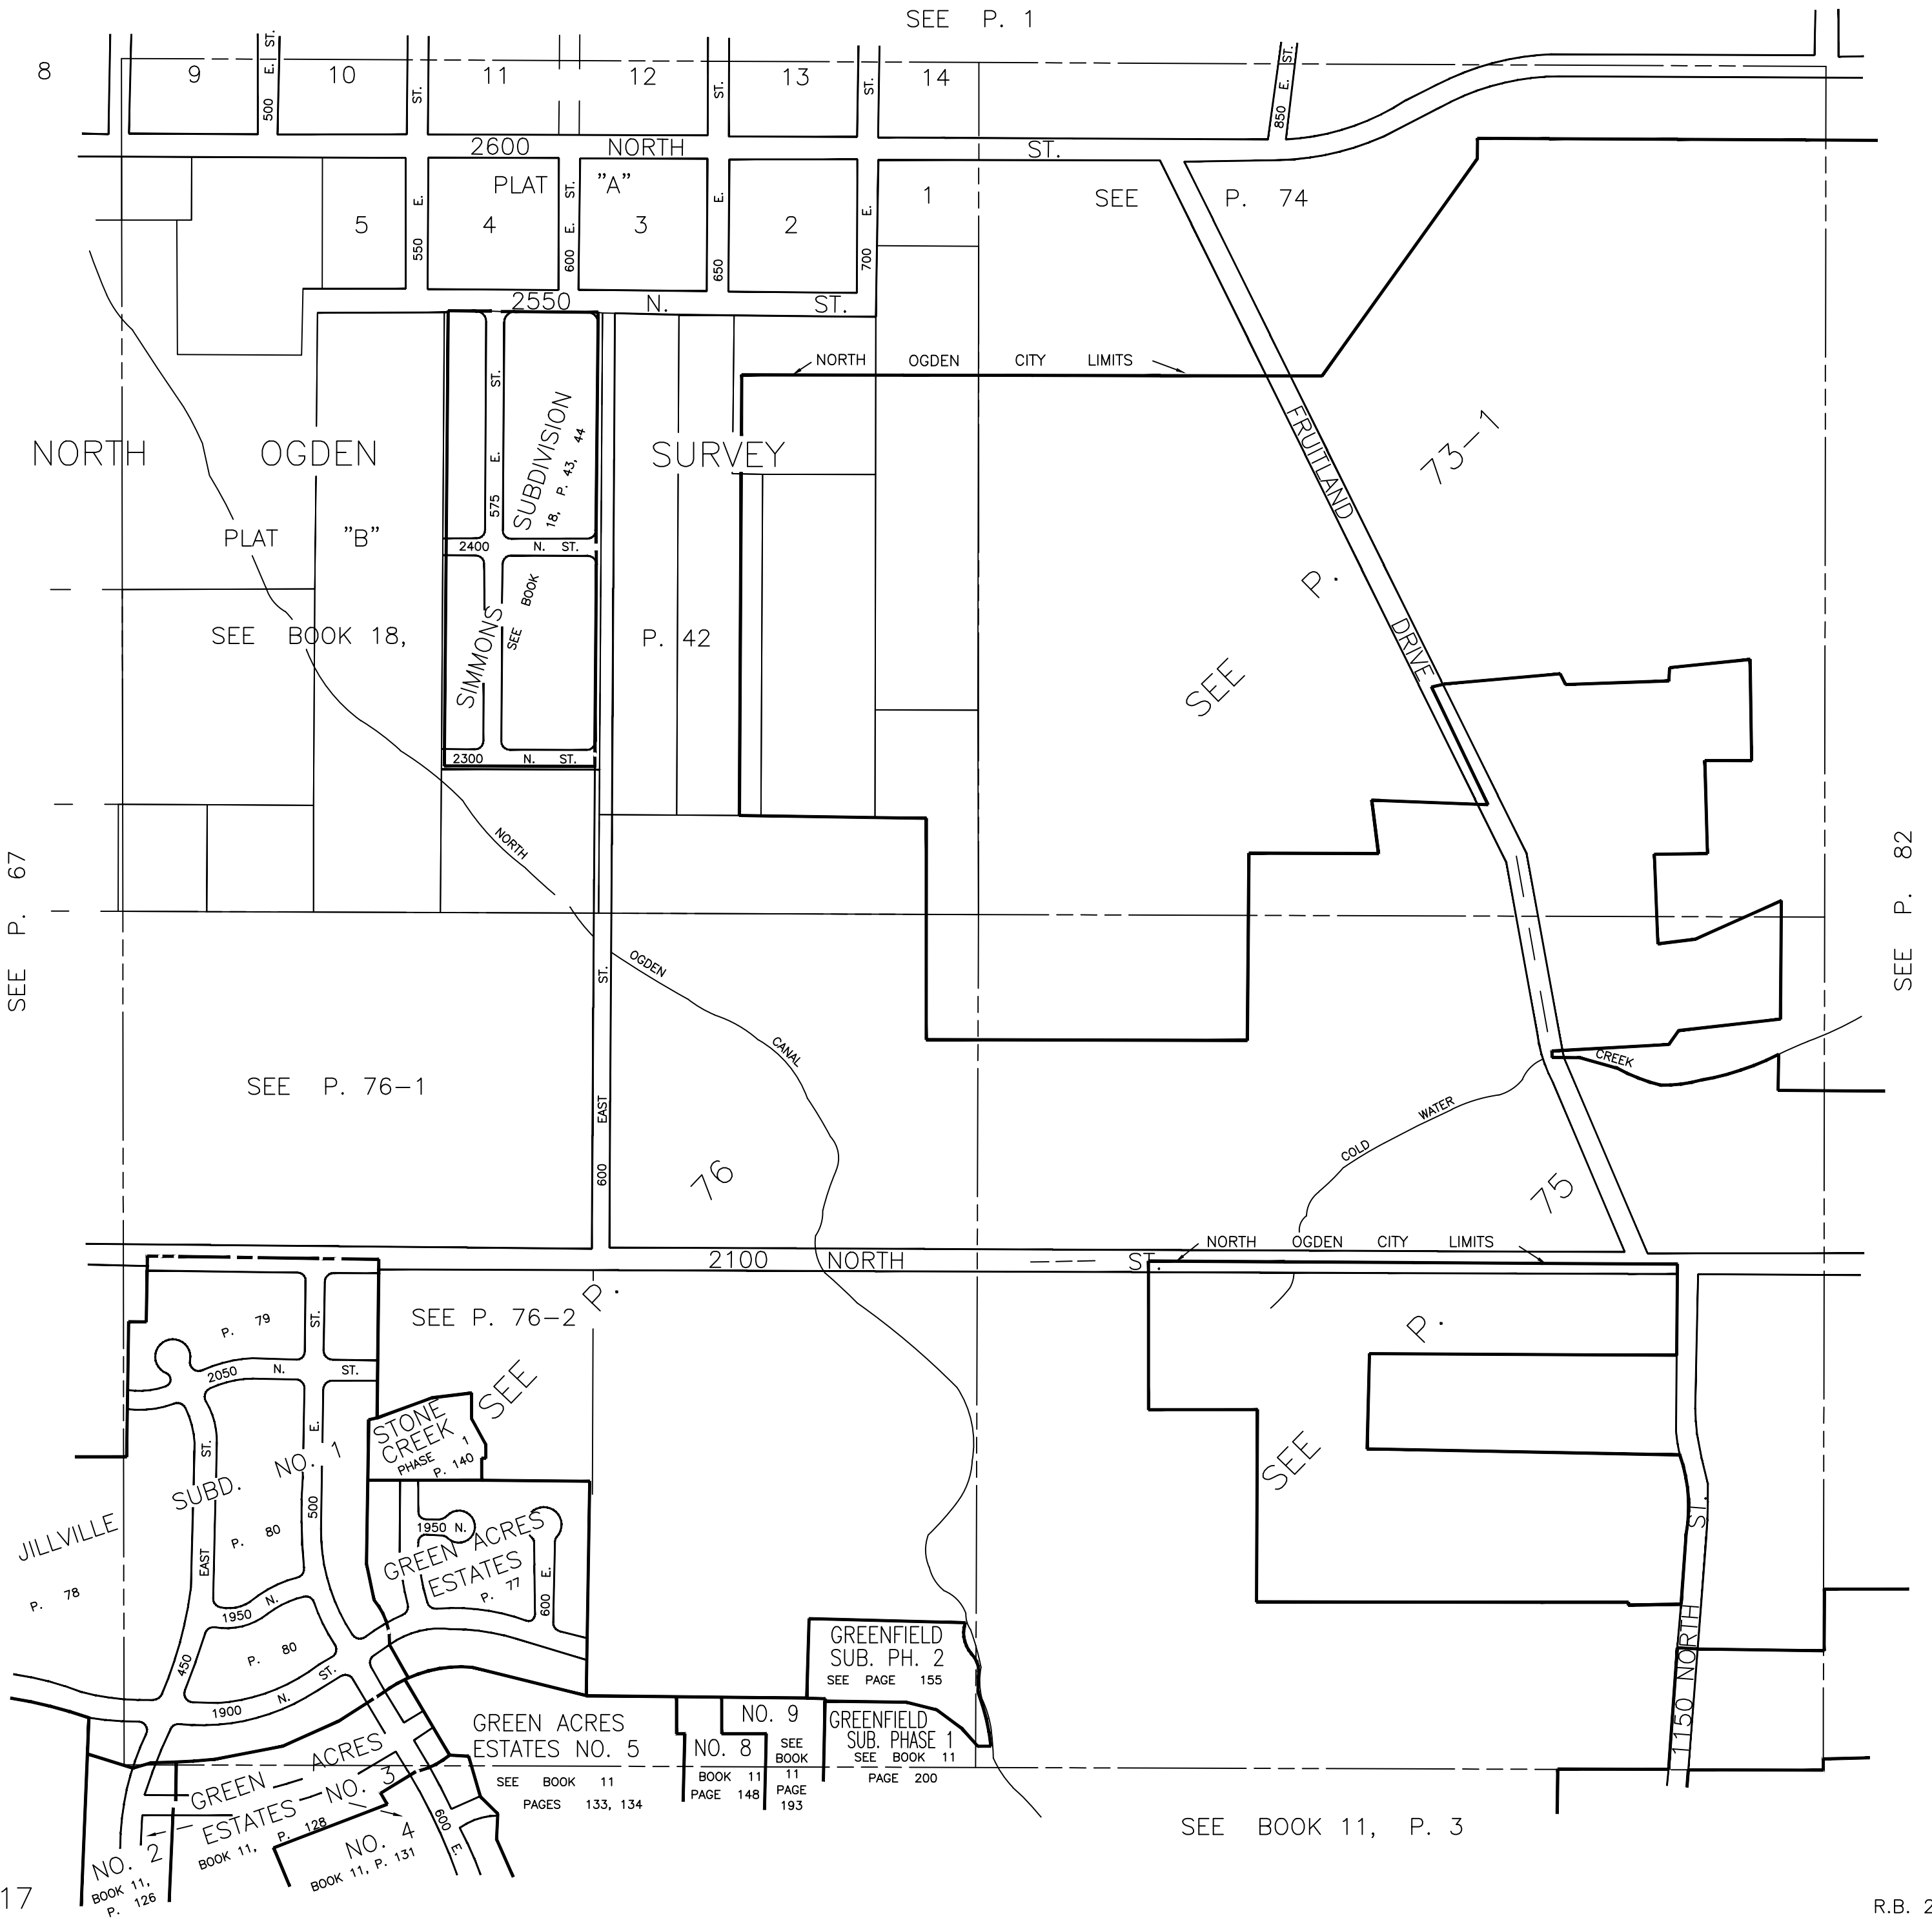 SEE P. 1
8
9
500 E. ST.
10
ST.
11
12
ST.
13
ST.
14
850 E. ST.
2600 NORTH ST.
PLAT "A"
5
550 E.
4
600 E. ST.
3
650 E.
2
700 E.
1
SEE P. 74
2550 N. ST.
NORTH OGDEN CITY LIMITS
NORTH OGDEN SURVEY
PLAT "B"
SEE BOOK 18, P. 42
575 E. ST.
SIMMONS SUBDIVISION
SEE BOOK 18, P. 43, 44
2400 N. ST.
2300 N. ST.
FRUITLAND DRIVE
SEE P. 73-1
SEE P. 67
SEE P. 82
NORTH OGDEN CANAL
600 EAST ST.
SEE P. 76-1
COLD WATER CREEK
SEE P. 76
SEE P. 75
NORTH OGDEN CITY LIMITS
2100 NORTH ST.
SEE P. 76-2
P. 79
2050 N. ST.
500 E. ST.
450 EAST ST.
JILLVILLE SUBD. NO. 1
P. 78
P. 80
1950 N.
P. 80
1900 N. ST.
STONE
CREEK
PHASE 1
P. 140
1950 N.
GREEN ACRES
ESTATES
P. 77
600 E.
GREENFIELD
SUB. PH. 2
SEE PAGE 155
GREENFIELD
SUB. PHASE 1
SEE BOOK 11
PAGE 200
NO. 9
SEE
BOOK
11
PAGE
193
NO. 8
BOOK 11
PAGE 148
GREEN ACRES
ESTATES NO. 5
SEE BOOK 11
PAGES 133, 134
GREEN ACRES
ESTATES NO. 3
BOOK 11, P. 128
NO. 4
BOOK 11, P. 131
600 E.
NO. 2
BOOK 11,
P. 126
1150 NORTH ST.
SEE BOOK 11, P. 3
17
R.B. 2